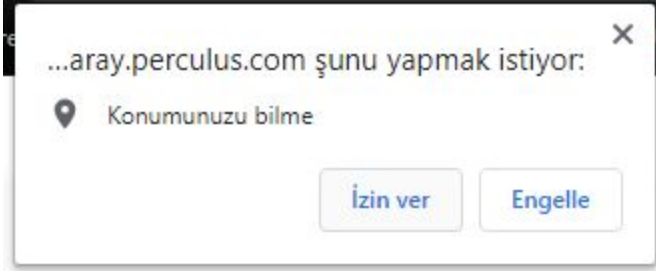 ...aray.perculus.com şunu yapmak istiyor:
Konumunuzu bilme
İzin ver
Engelle